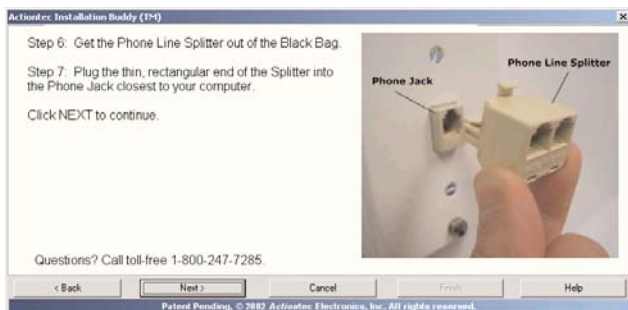 Actiontec Installation Buddy (TM)
Step 6: Get the Phone Line Splitter out of the Black Bag.
Step 7: Plug the thin, rectangular end of the Splitter into
the Phone Jack closest to your computer.
Click NEXT to continue.
Phone Jack
Phone Line Splitter
Questions? Call toll-free 1-800-247-7285.
< Back
Next >
Cancel
Finish
Help
Patent Pending, © 2002 Actiontec Electronics, Inc. All rights reserved.